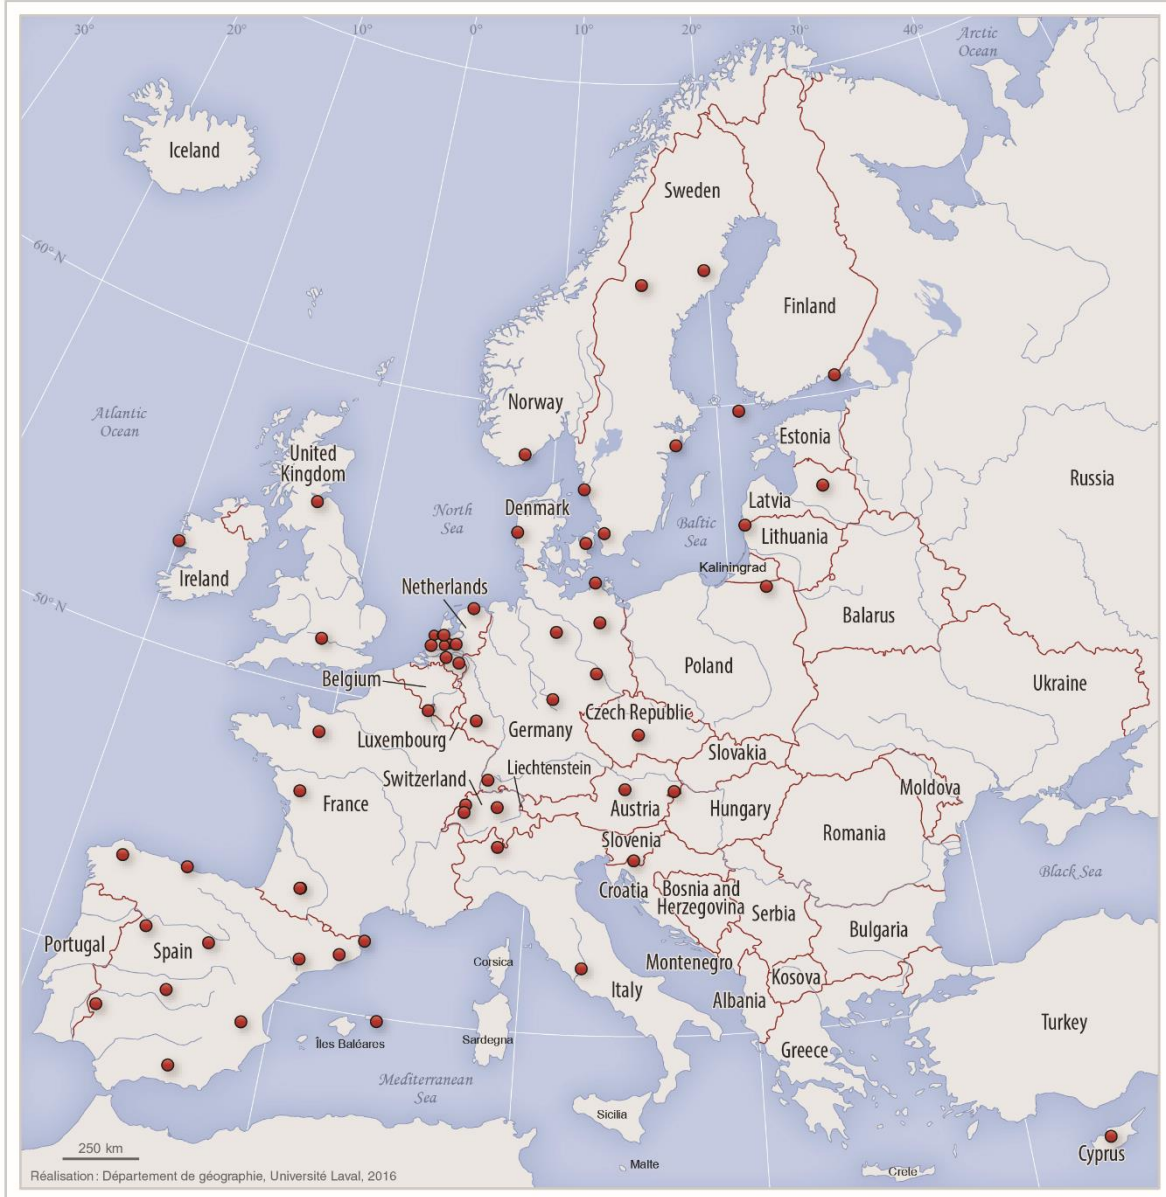 30°
20°
10°
0°
10°
20°
30°
40°
Arctic
Ocean
Iceland
Sweden
60° N
Finland
Norway
Atlantic
Ocean
United
Kingdom
Estonia
Russia
North
Sea
Denmark
Latvia
Baltic
Sea
Lithuania
Kaliningrad
Ireland
Netherlands
50° N
Balarus
Poland
Belgium
Ukraine
Czech Republic
Germany
Luxembourg
Slovakia
Liechtenstein
Switzerland
Moldova
France
Austria
Hungary
Romania
Slovenia
Black Sea
Croatia
Bosnia and
Herzegovina
Serbia
Bulgaria
Portugal
Spain
Corsica
Montenegro
Kosova
Italy
Albania
Turkey
Îles Baléares
Sardegna
Greece
Mediterranean
Sea
Sicilia
250 km
Cyprus
Malte
Crele
Réalisation : Département de géographie, Université Laval, 2016